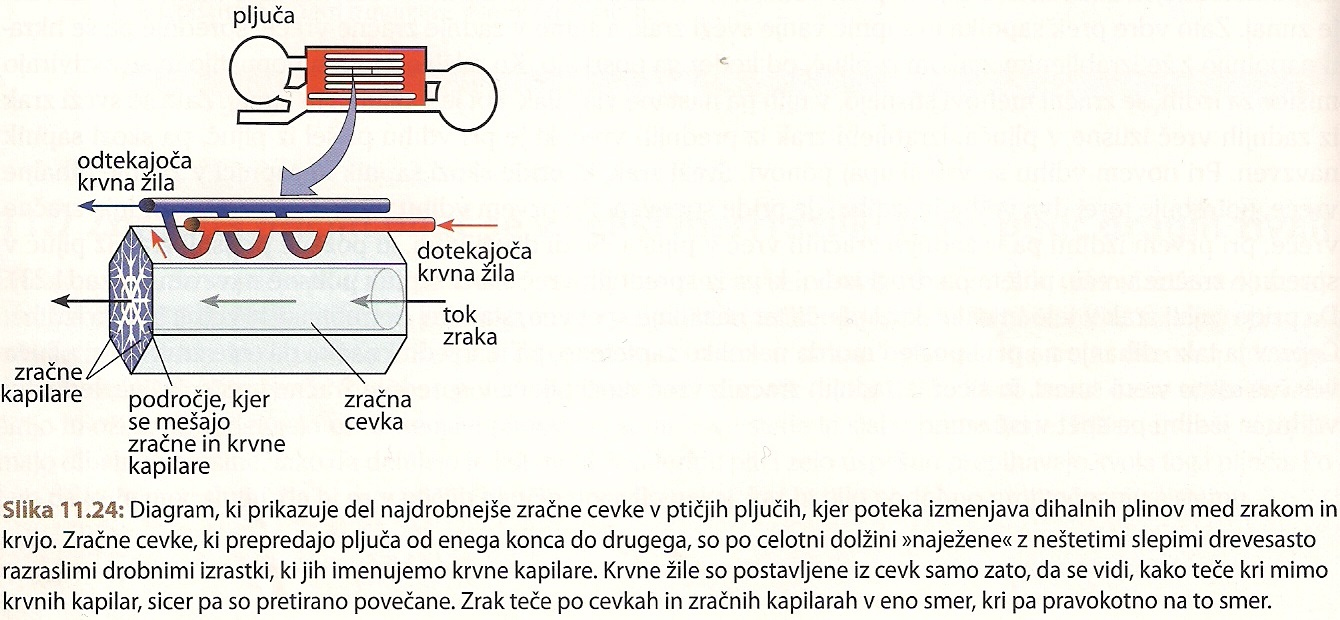 pljuča
odtekajoča
krvna žila
dotekajoča
krvna žila
tok
zraka
zračne
kapilare
področje, kjer
se mešajo
zračne in krvne
kapilare
zračna
cevka
Slika 11.24: Diagram, ki prikazuje del najdrobnejše zračne cevke v ptičjih pljučih, kjer poteka izmenjava dihalnih plinov med zrakom in
krvjo. Zračne cevke, ki prepredajo pljuča od enega konca do drugega, so po celotni dolžini »naježene« z neštetimi slepimi drevesasto
razraslimi drobnimi izrastki, ki jih imenujemo krvne kapilare. Krvne žile so postavljene iz cevk samo zato, da se vidi, kako teče kri mimo
krvnih kapilar, sicer pa so pretirano povečane. Zrak teče po cevkah in zračnih kapilarah v eno smer, kri pa pravokotno na to smer.